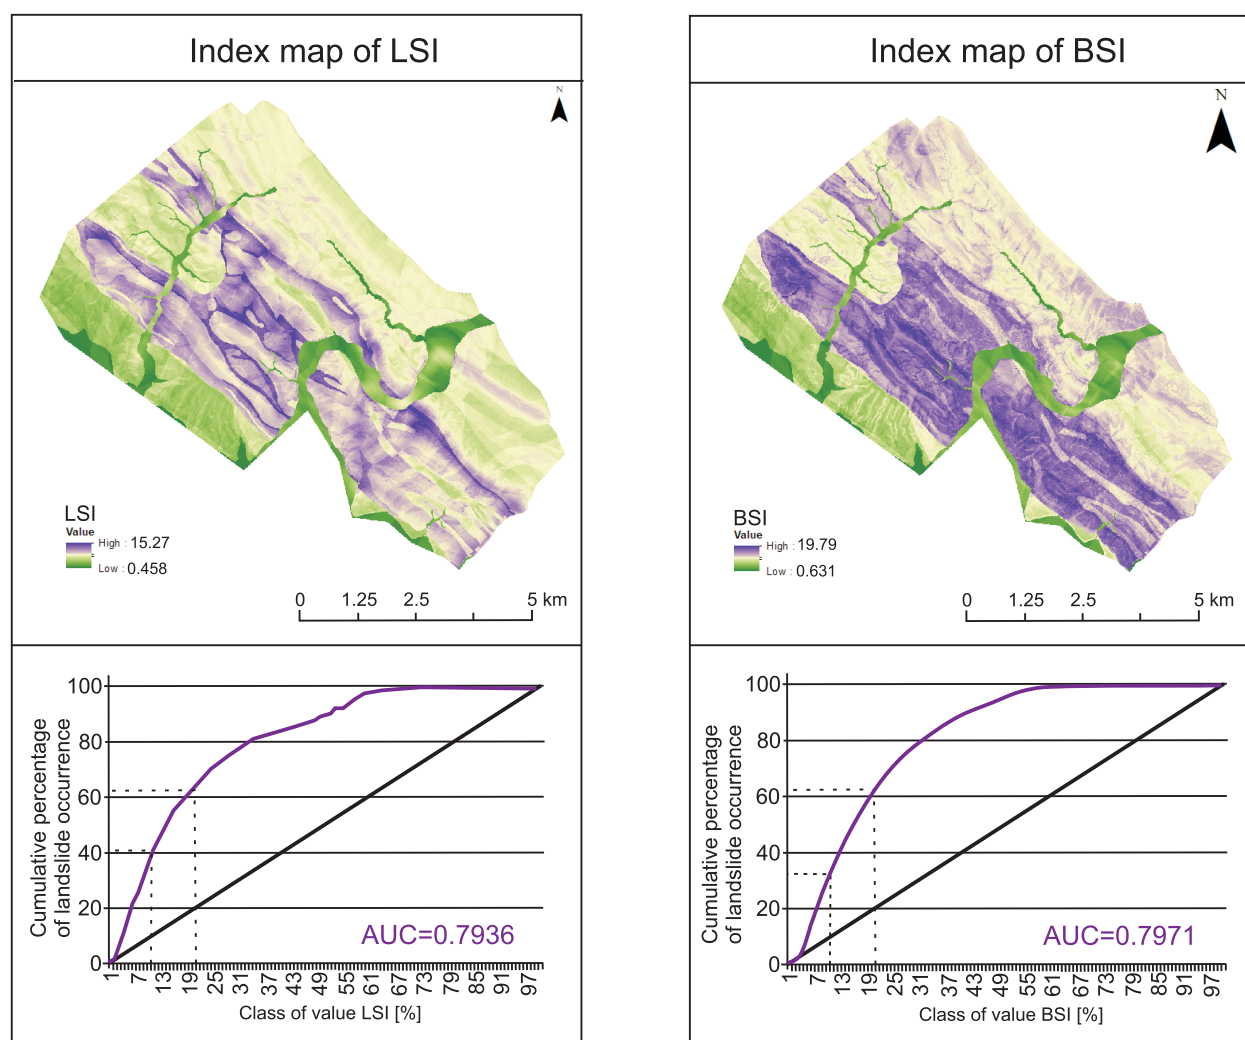 Index map of LSI
N
LSI
Value
High : 15.27
Low : 0.458
0 1.25 2.5 5 km
Cumulative percentage
of landslide occurrence
100
80
60
40
20
0
AUC=0.7936
1 7 13 19 25 31 37 43 49 55 61 67 73 79 85 91 97
Class of value LSI [%]
Index map of BSI
N
BSI
Value
High : 19.79
Low : 0.631
0 1.25 2.5 5 km
Cumulative percentage
of landslide occurrence
100
80
60
40
20
0
AUC=0.7971
1 7 13 19 25 31 37 43 49 55 61 67 73 79 85 91 97
Class of value BSI [%]